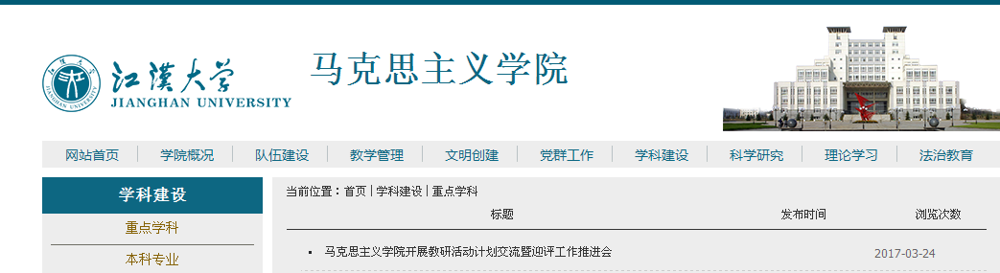 江漢大学
JIANGHAN UNIVERSITY
马克思主义学院
网站首页 学院概况 队伍建设 教学管理 文明创建 党群工作 学科建设 科学研究 理论学习 法治教育
学科建设
重点学科
本科专业
当前位置：首页 | 学科建设 | 重点学科
标题 发布时间 浏览次数
马克思主义学院开展教研活动计划交流暨迎评工作推进会 2017-03-24